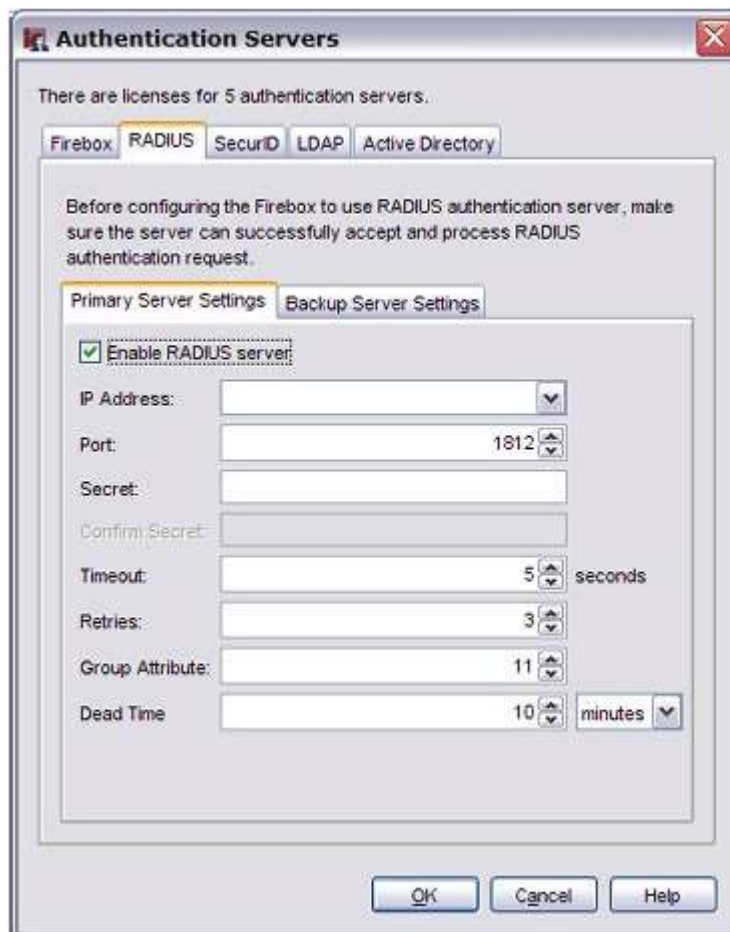 Authentication Servers
There are licenses for 5 authentication servers.
Firebox RADIUS SecurID LDAP Active Directory
Before configuring the Firebox to use RADIUS authentication server, make
sure the server can successfully accept and process RADIUS
authentication request.
Primary Server Settings Backup Server Settings
Enable RADIUS server
IP Address:
Port: 1812
Secret:
Confirm Secret:
Timeout: 5 seconds
Retries: 3
Group Attribute: 11
Dead Time 10 minutes
OK Cancel Help